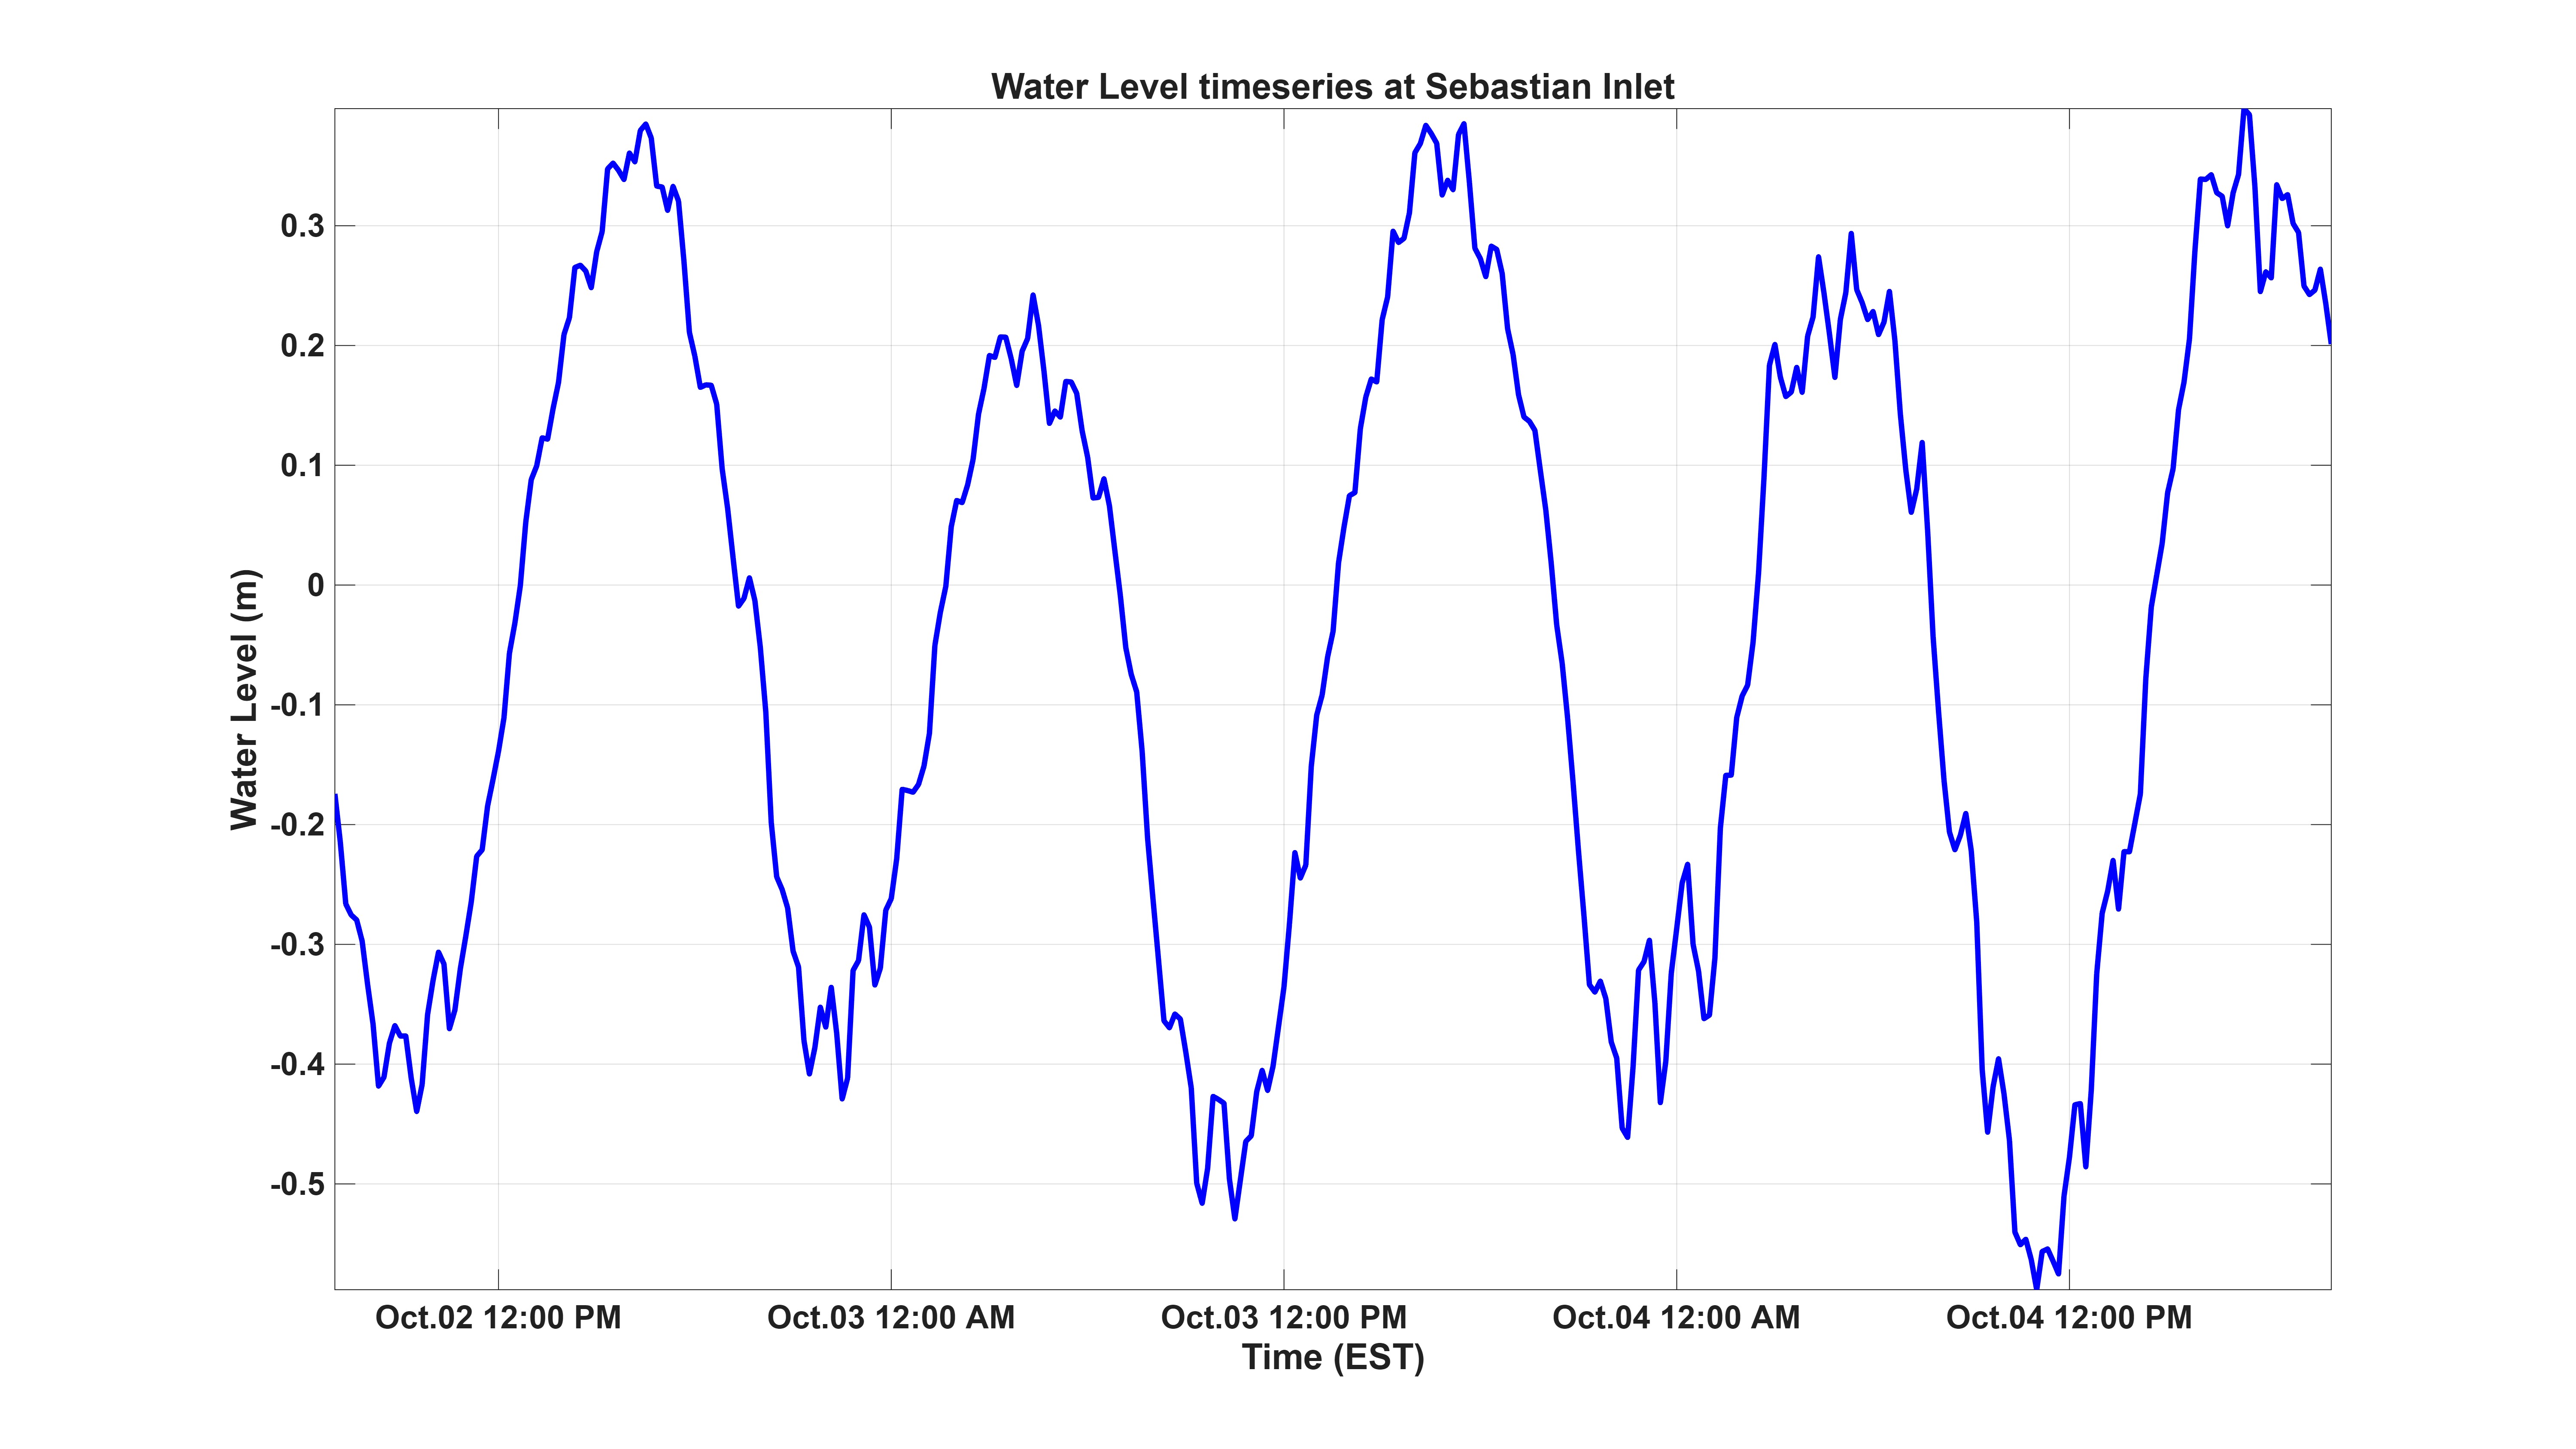 Water Level timeseries at Sebastian Inlet
Water Level (m)
0.3
0.2
0.1
0
-0.1
-0.2
-0.3
-0.4
-0.5
Oct.02 12:00 PM
Oct.03 12:00 AM
Oct.03 12:00 PM
Oct.04 12:00 AM
Oct.04 12:00 PM
Time (EST)